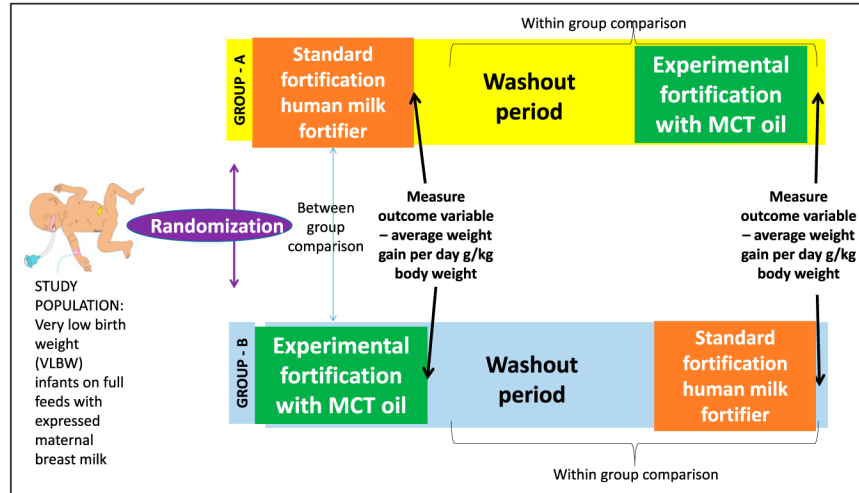 Within group comparison
GROUP - A
Standard
fortification
human milk
fortifier
Washout
period
Experimental
fortification
with MCT oil
Randomization
Between
group
comparison
Measure
outcome variable
– average weight
gain per day g/kg
body weight
Measure
outcome variable
– average weight
gain per day g/kg
body weight
STUDY
POPULATION:
Very low birth
weight
(VLBW)
infants on full
feeds with
expressed
maternal
breast milk
GROUP - B
Experimental
fortification
with MCT oil
Washout
period
Standard
fortification
human milk
fortifier
Within group comparison